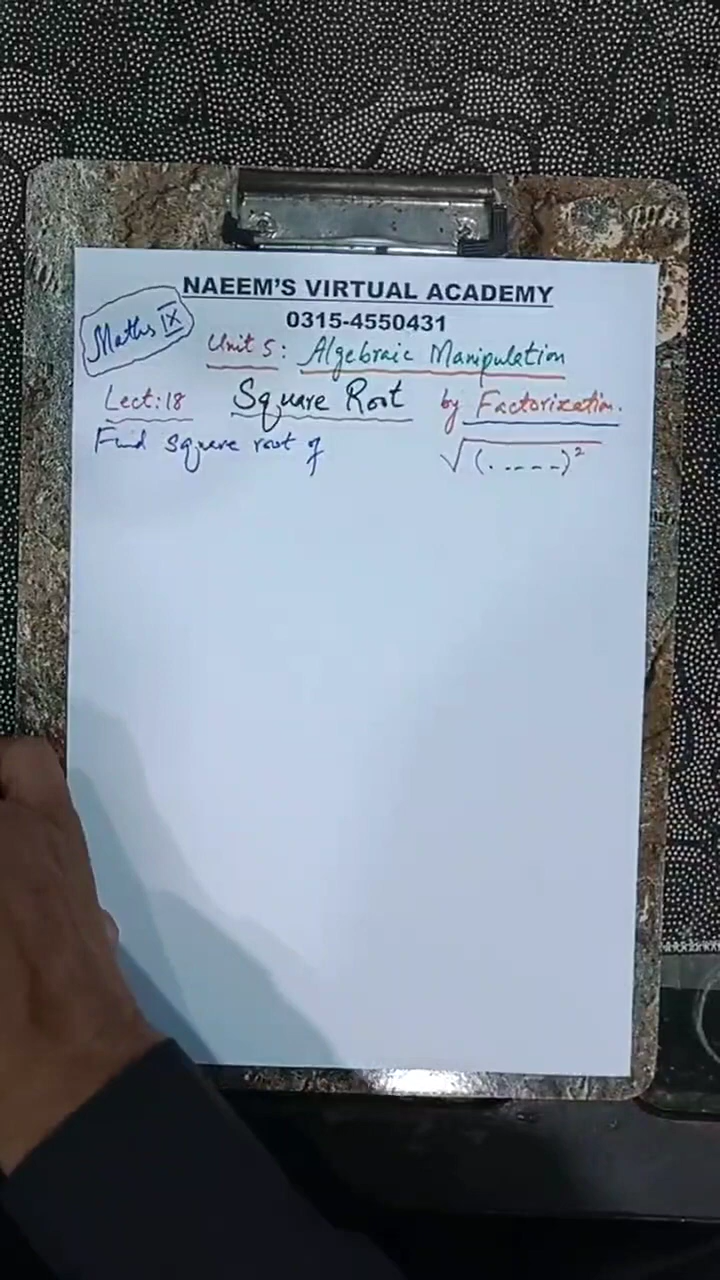 NAEEM'S VIRTUAL ACADEMY
0315-4550431
Maths IX
Unit 5: Algebraic Manipulation
Lect: 18 Square Root by Factorization.
Find square root of √(.-----)²